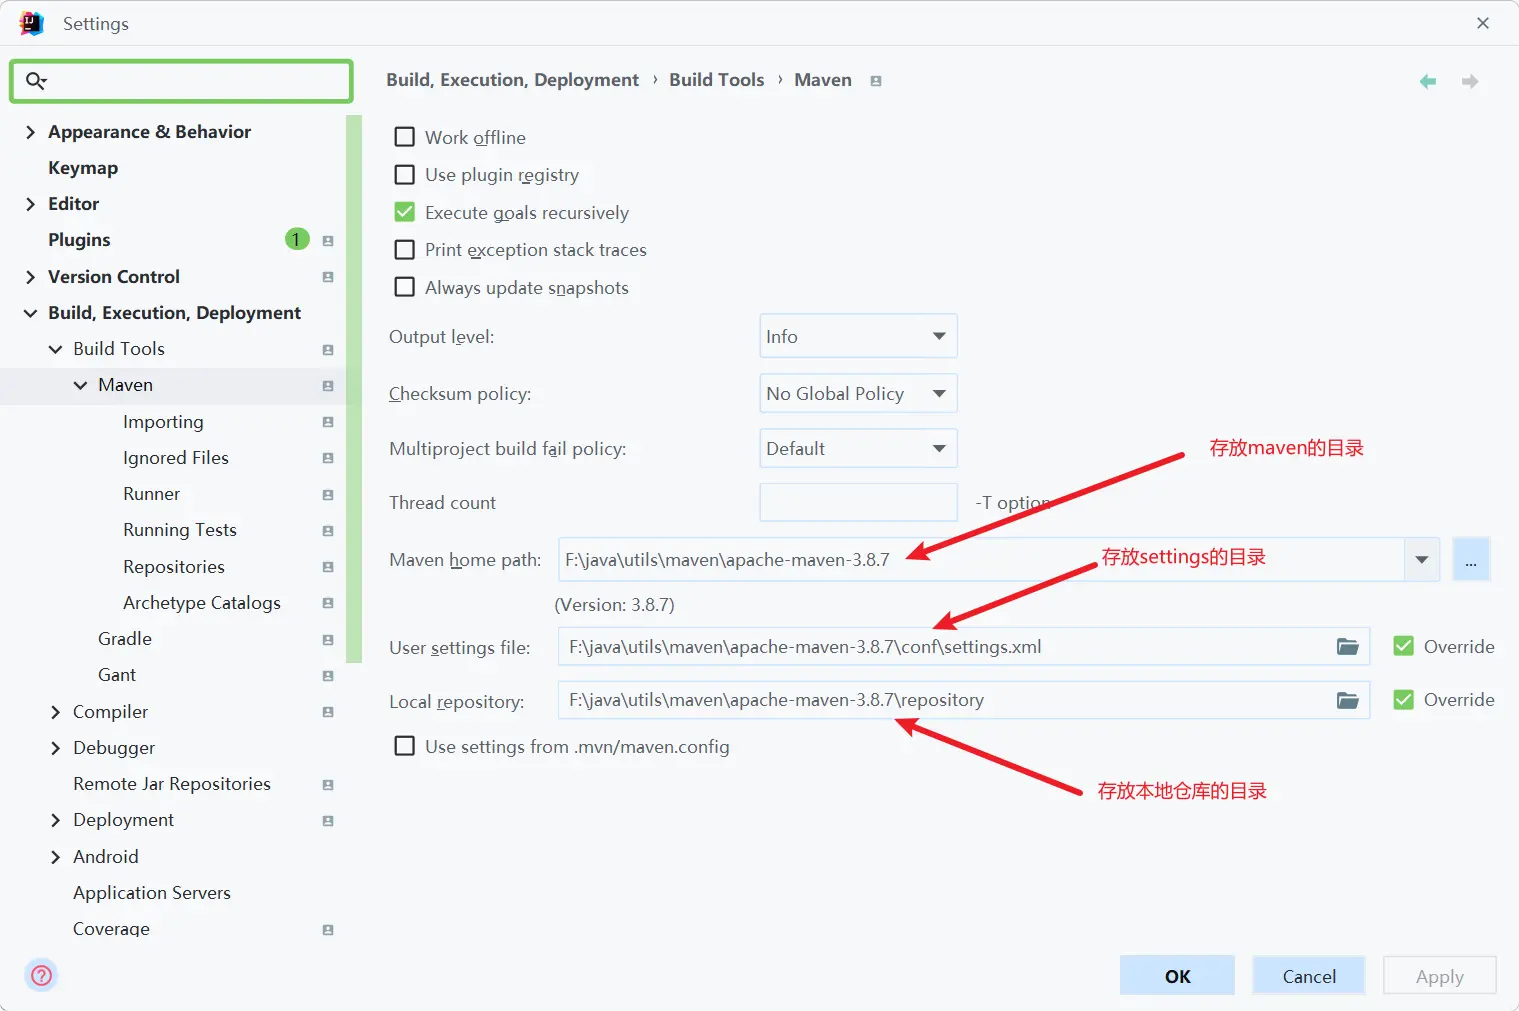 Settings
Build, Execution, Deployment › Build Tools › Maven
Appearance & Behavior
Keymap
Editor
Plugins 1
Version Control
Build, Execution, Deployment
Build Tools
Maven
Importing
Ignored Files
Runner
Running Tests
Repositories
Archetype Catalogs
Gradle
Gant
Compiler
Debugger
Remote Jar Repositories
Deployment
Android
Application Servers
Coverage
Work offline
Use plugin registry
Execute goals recursively
Print exception stack traces
Always update snapshots
Output level: Info
Checksum policy: No Global Policy
Multiproject build fail policy: Default
存放maven的目录
Thread count -T option
Maven home path: F:\java\utils\maven\apache-maven-3.8.7 ...
存放settings的目录
(Version: 3.8.7)
User settings file: F:\java\utils\maven\apache-maven-3.8.7\conf\settings.xml Override
Local repository: F:\java\utils\maven\apache-maven-3.8.7\repository Override
Use settings from .mvn/maven.config
存放本地仓库的目录
? OK Cancel Apply